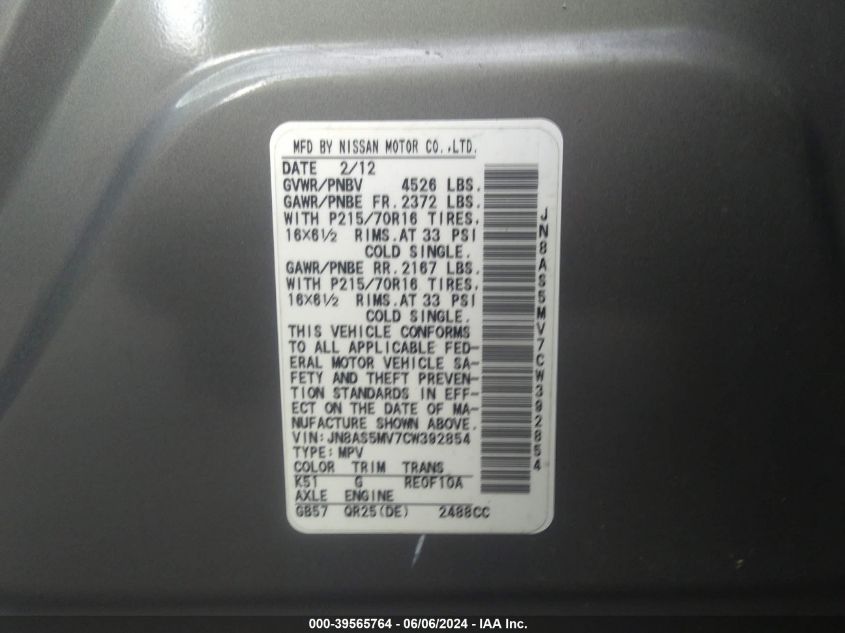 MFD BY NISSAN MOTOR CO.,LTD.
DATE 2/12
GVWR/PNBV 4526 LBS.
GAWR/PNBE FR.2372 LBS.
WITH P215/70R16 TIRES,
16X6½ RIMS.AT 33 PSI
COLD SINGLE.
GAWR/PNBE RR.2167 LBS.
WITH P215/70R16 TIRES,
16X6½ RIMS.AT 33 PSI
COLD SINGLE.
THIS VEHICLE CONFORMS
TO ALL APPLICABLE FED-
ERAL MOTOR VEHICLE SA-
FETY AND THEFT PREVEN-
TION STANDARDS IN EFF-
ECT ON THE DATE OF MA-
NUFACTURE SHOWN ABOVE.
VIN:JN8AS5MV7CW392854
TYPE:MPV
COLOR TRIM TRANS
K51 G RE0F10A
AXLE ENGINE
GB57 QR25(DE) 2488CC
JN8AS5MV7CW392854
000-39565764 - 06/06/2024 - IAA Inc.